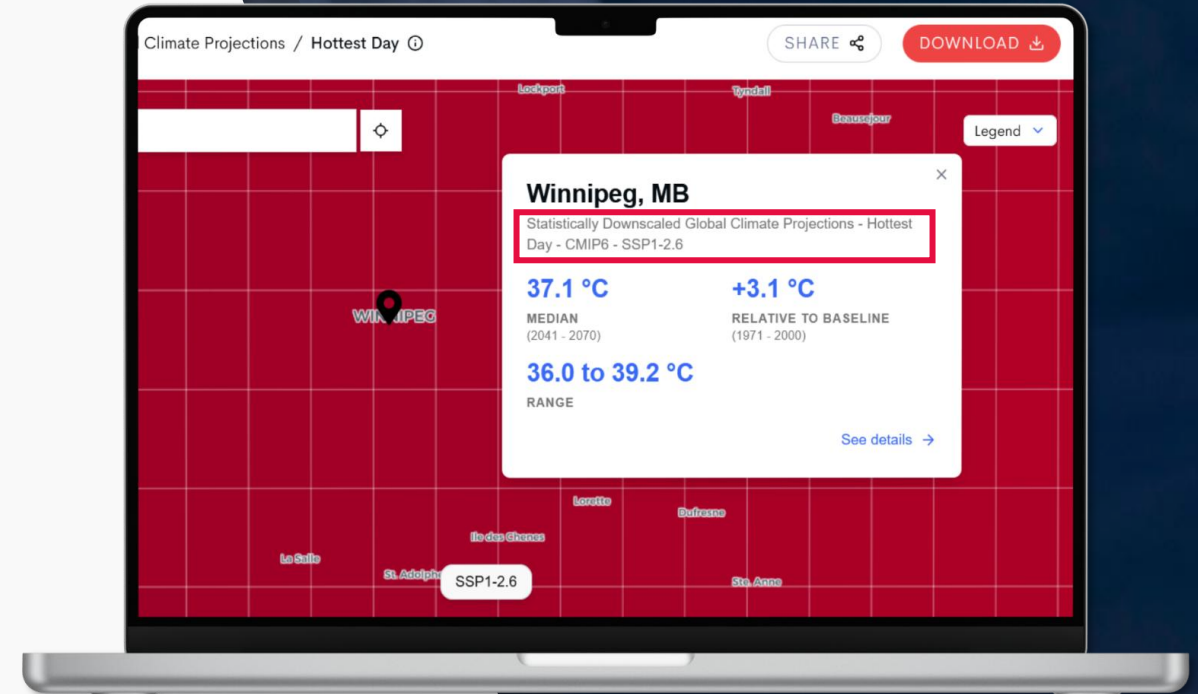 Climate Projections / Hottest Day
SHARE
DOWNLOAD
Lockport
Tyndall
Beausejour
Legend
Winnipeg, MB
Statistically Downscaled Global Climate Projections - Hottest
Day - CMIP6 - SSP1-2.6
37.1 °C
+3.1 °C
MEDIAN
RELATIVE TO BASELINE
(2041 - 2070)
(1971 - 2000)
WINNIPEG
36.0 to 39.2 °C
RANGE
See details
Lorette
Dufresne
Ile des Chenes
La Salle
St. Adolphe
SSP1-2.6
Ste. Anne